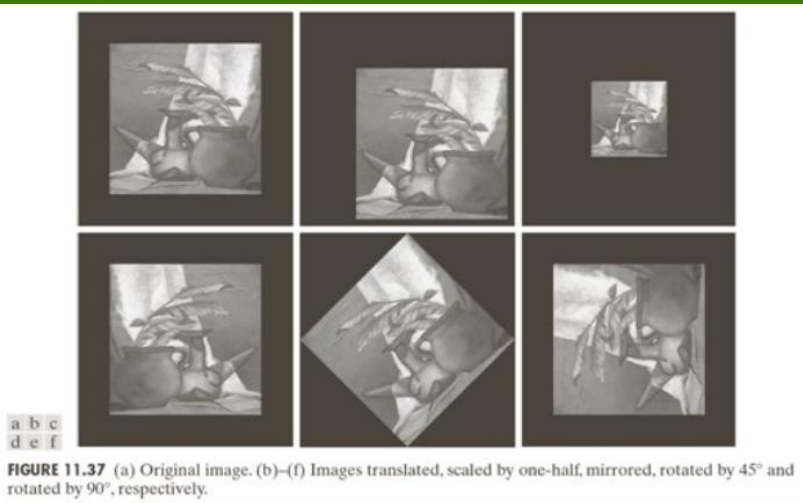 a b c
d e f
FIGURE 11.37 (a) Original image. (b)–(f) Images translated, scaled by one-half, mirrored, rotated by 45° and
rotated by 90°, respectively.